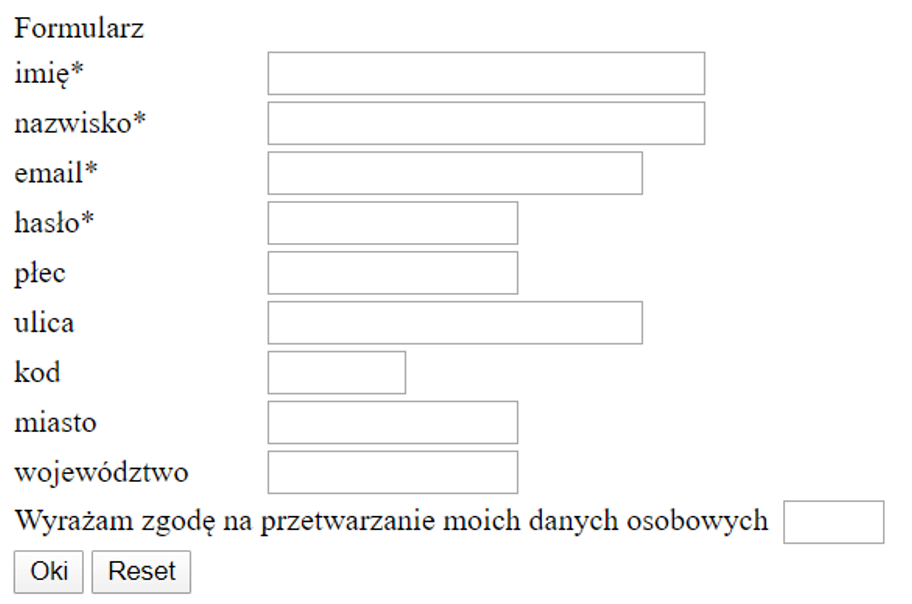 Formularz
imię*
nazwisko*
email*
hasło*
płec
ulica
kod
miasto
województwo
Wyrażam zgodę na przetwarzanie moich danych osobowych
Oki Reset